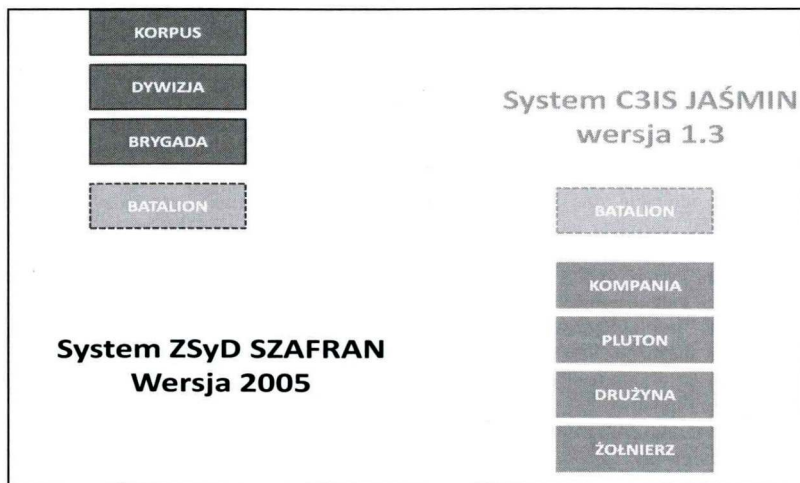 KORPUS
DYWIZJA
BRYGADA
BATALION
System ZSyD SZAFRAN
Wersja 2005
System C3IS JAŚMIN
wersja 1.3
BATALION
KOMPANIA
PLUTON
DRUŻYNA
ŻOŁNIERZ